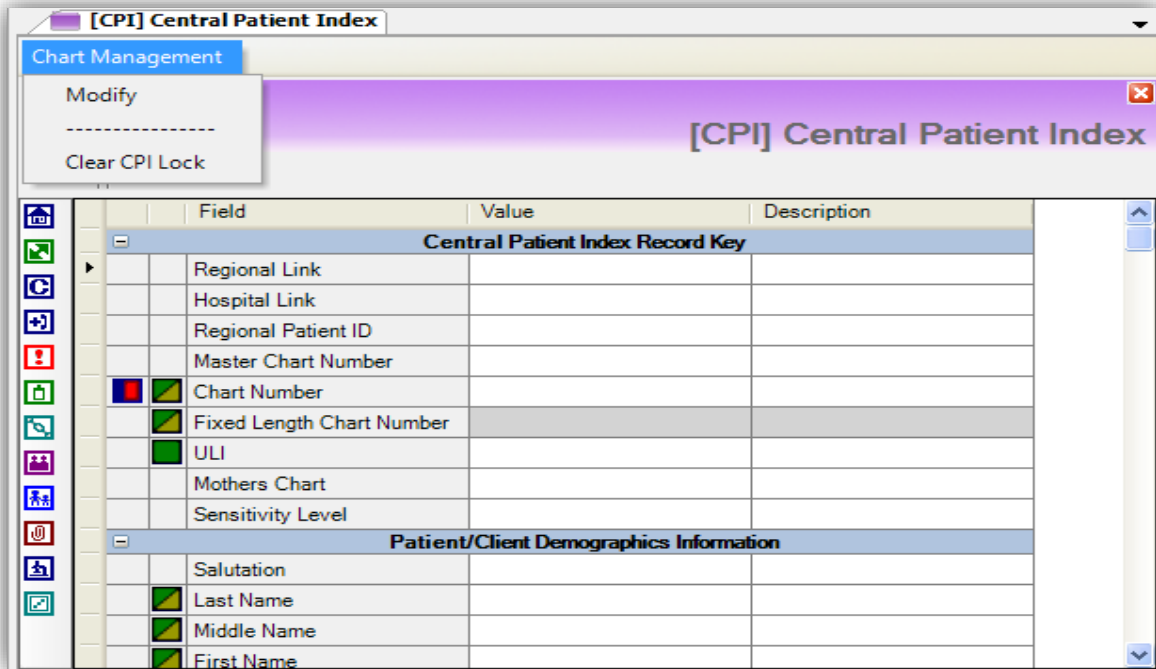 [CPI] Central Patient Index
Chart Management
Modify
----------------
Clear CPI Lock
[CPI] Central Patient Index
Field Value Description
Central Patient Index Record Key
Regional Link
Hospital Link
Regional Patient ID
Master Chart Number
Chart Number
Fixed Length Chart Number
ULI
Mothers Chart
Sensitivity Level
Patient/Client Demographics Information
Salutation
Last Name
Middle Name
First Name